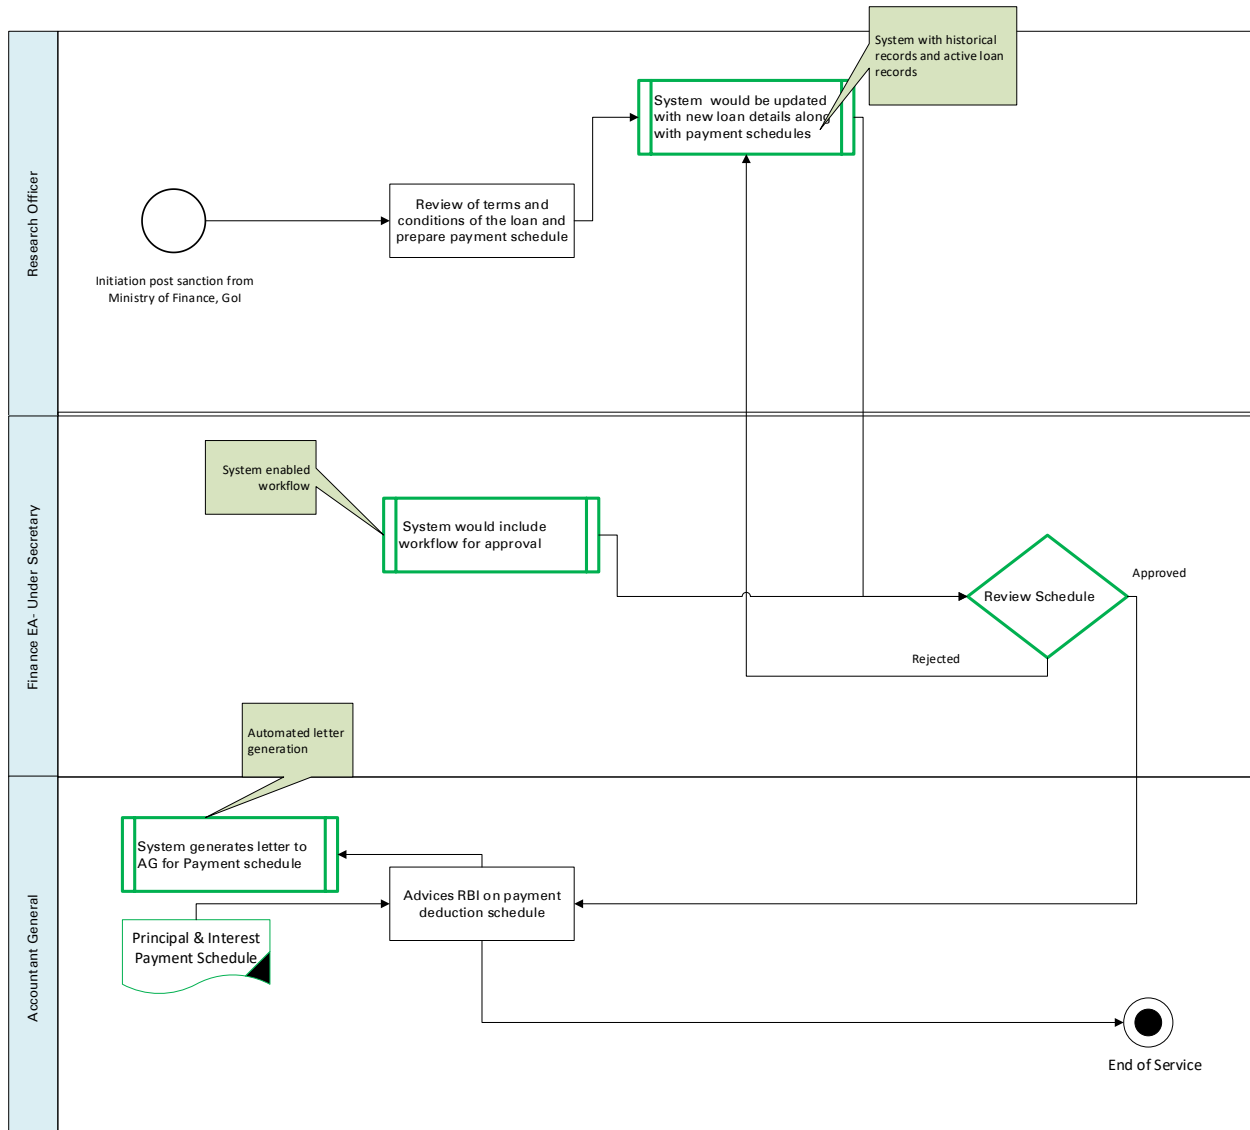 System with historical
records and active loan
records
System would be updated
with new loan details along
with payment schedules
Research Officer
Review of terms and
conditions of the loan and
prepare payment schedule
Initiation post sanction from
Ministry of Finance, GoI
Finance EA- Under Secretary
System enabled
workflow
System would include
workflow for approval
Approved
Review Schedule
Rejected
Automated letter
generation
Accountant General
System generates letter to
AG for Payment schedule
Advices RBI on payment
deduction schedule
Principal & Interest
Payment Schedule
End of Service